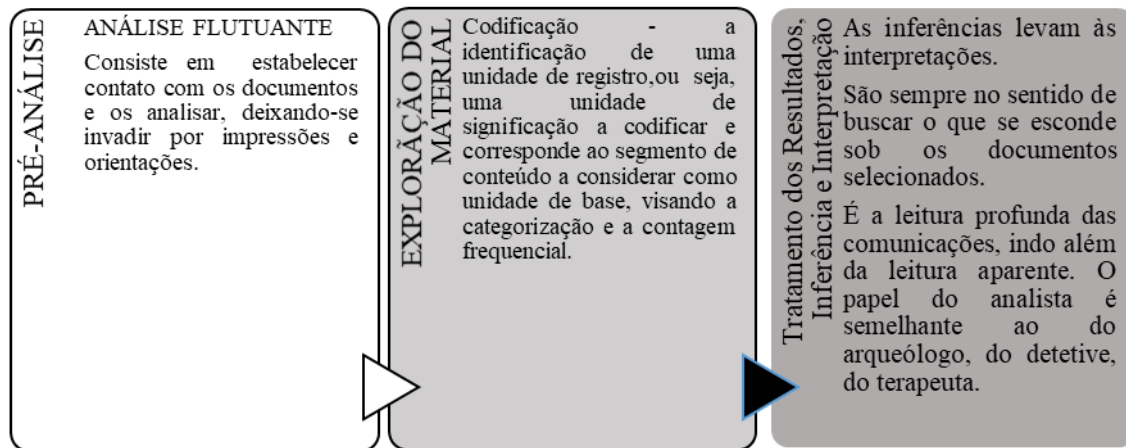 PRÉ-ANÁLISE
ANÁLISE FLUTUANTE
Consiste em estabelecer
contato com os documentos
e os analisar, deixando-se
invadir por impressões e
orientações.
EXPLORÃÇÃO DO
MATERIAL
Codificação - a
identificação de uma
unidade de registro,ou seja,
uma unidade de
significação a codificar e
corresponde ao segmento de
conteúdo a considerar como
unidade de base, visando a
categorização e a contagem
frequencial.
Tratamento dos Resultados,
Inferência e Interpretação
As inferências levam às
interpretações.
São sempre no sentido de
buscar o que se esconde
sob os documentos
selecionados.
É a leitura profunda das
comunicações, indo além
da leitura aparente. O
papel do analista é
semelhante ao do
arqueólogo, do detetive,
do terapeuta.